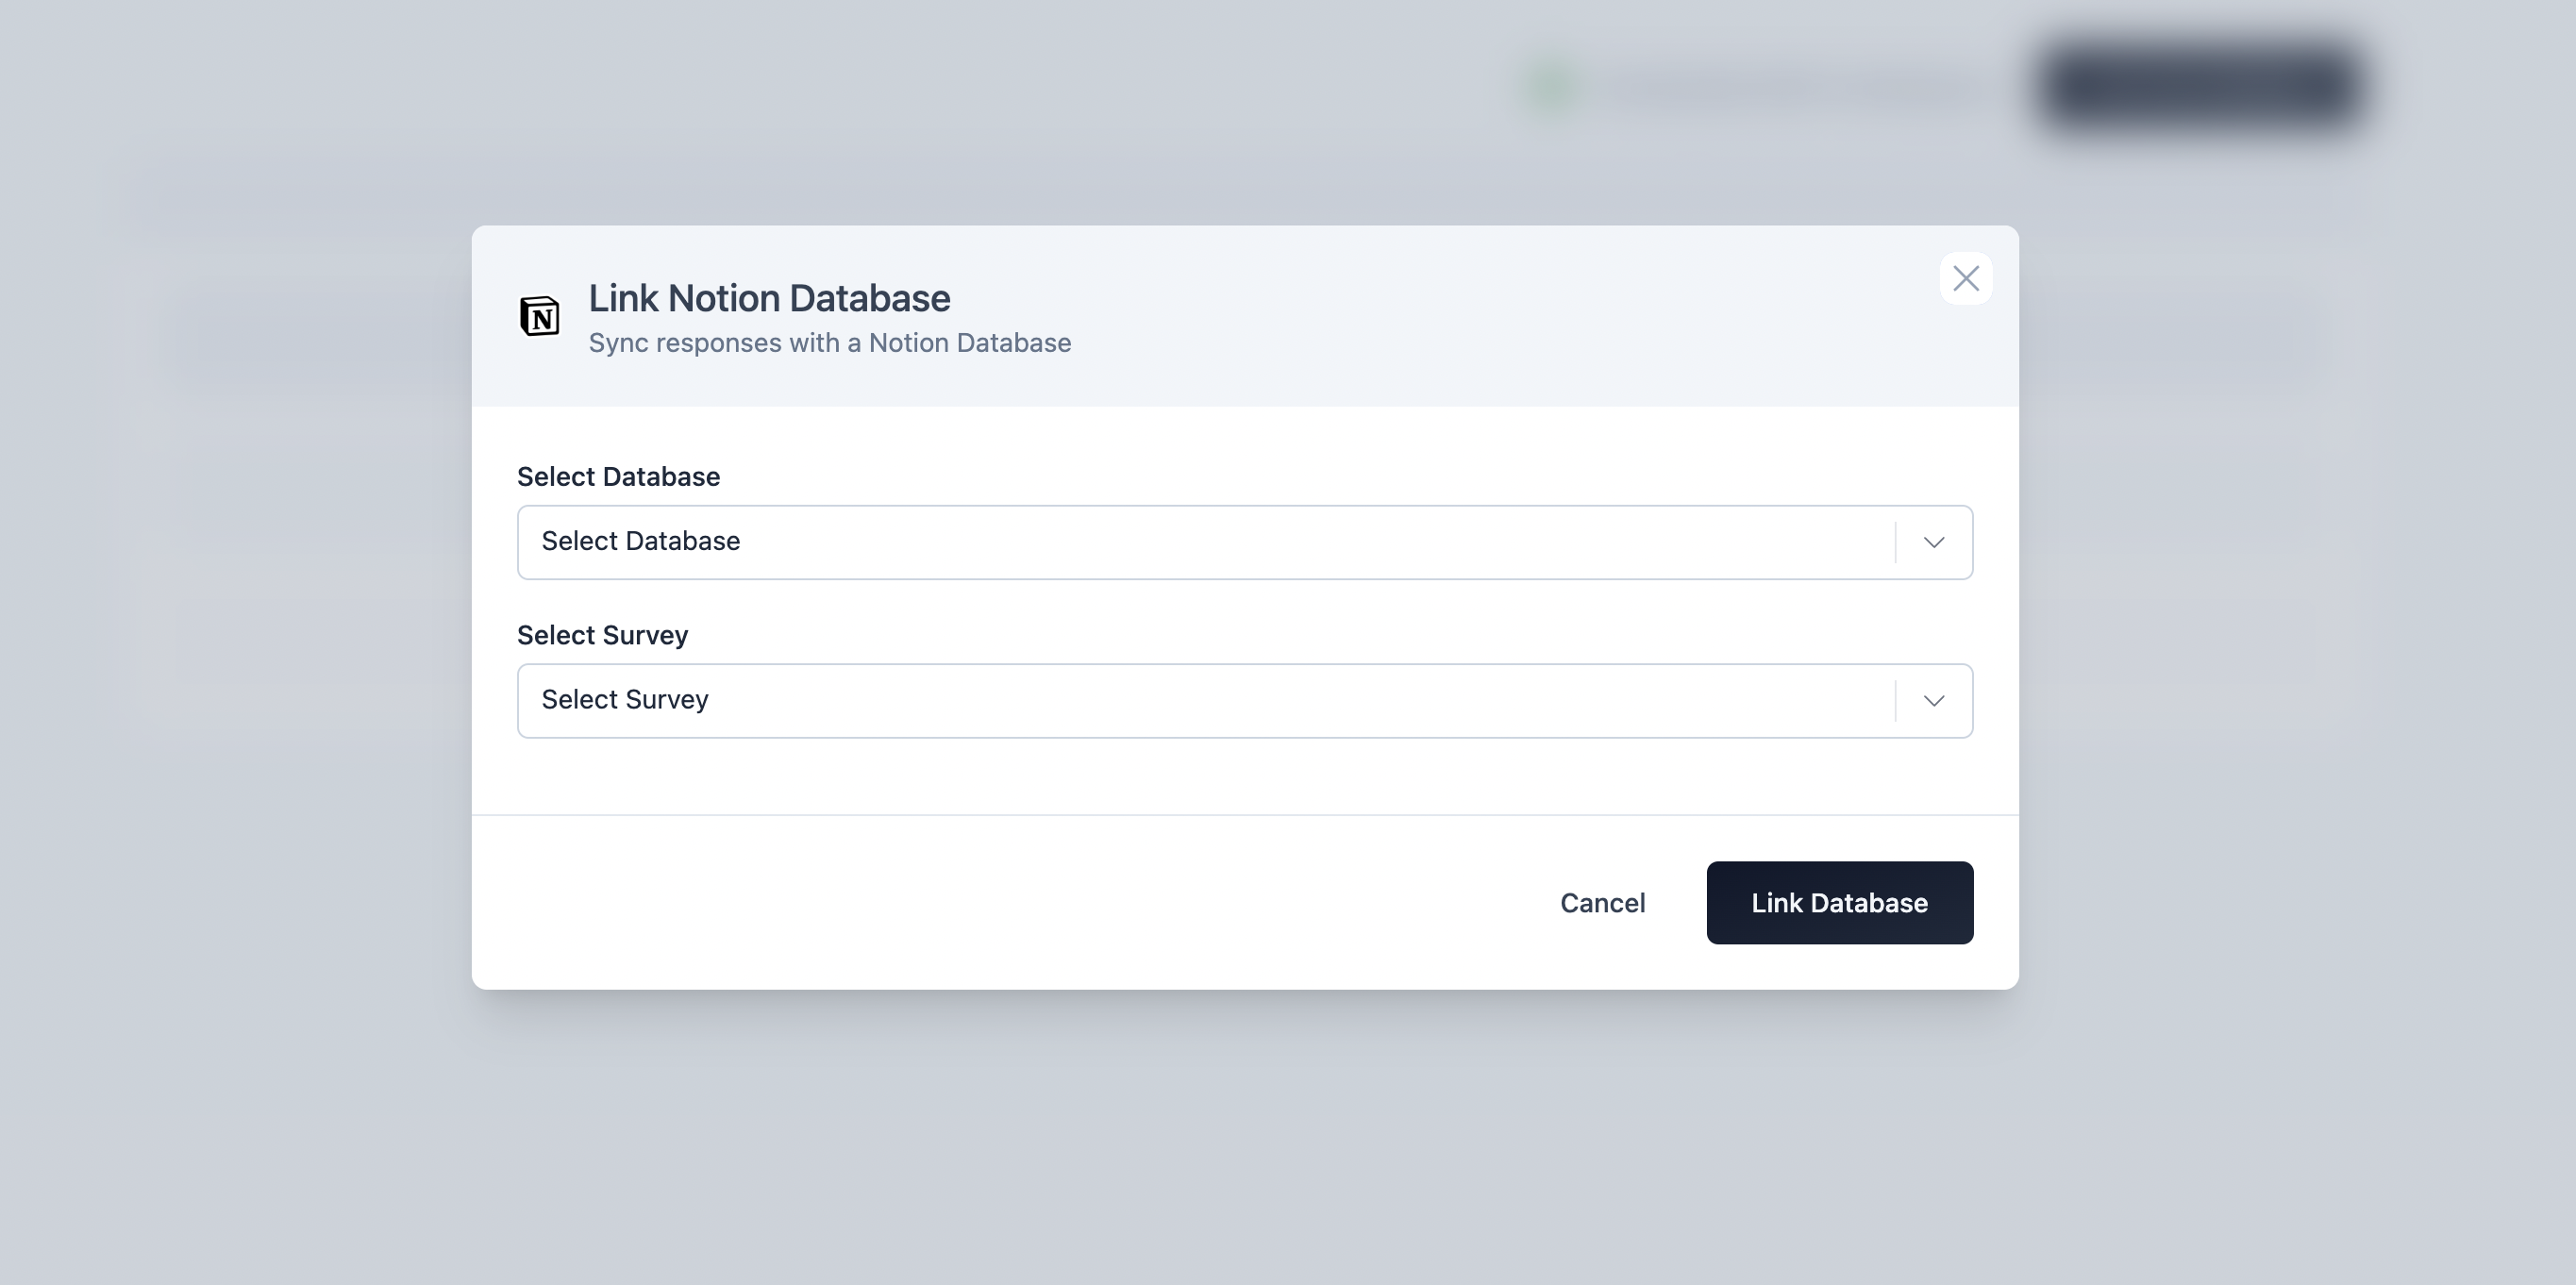 Link Notion Database
Sync responses with a Notion Database
Select Database
Select Database
Select Survey
Select Survey
Cancel
Link Database